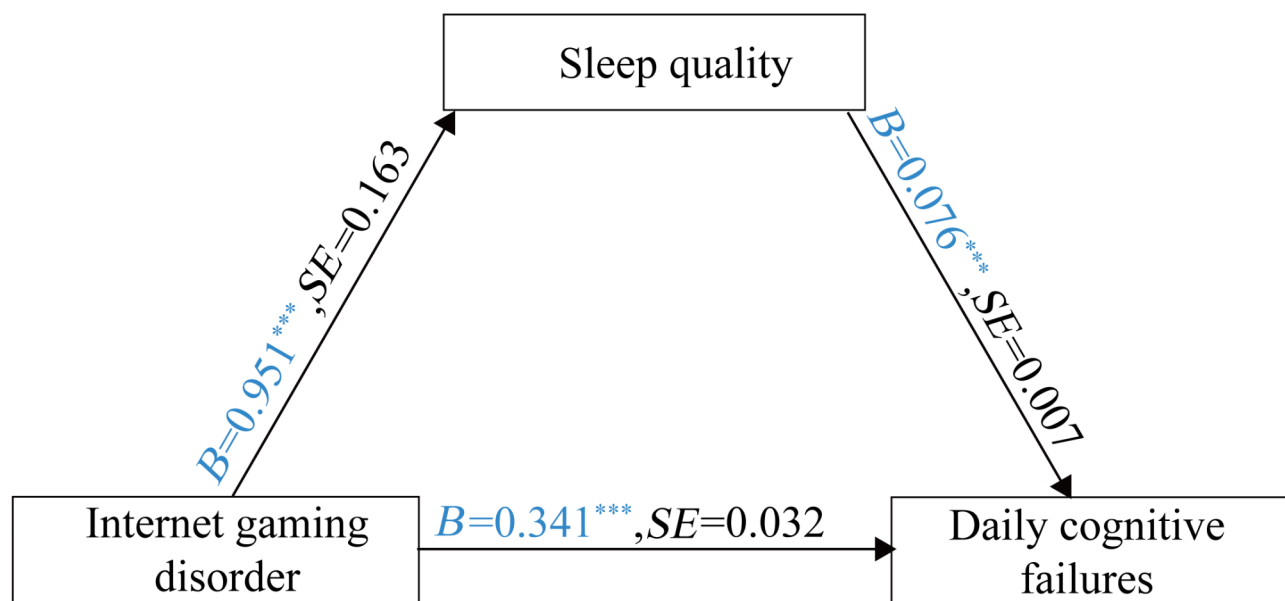 Sleep quality
B=0.951***,SE=0.163
B=0.076***,SE=0.007
Internet gaming
disorder
B=0.341***,SE=0.032
Daily cognitive
failures